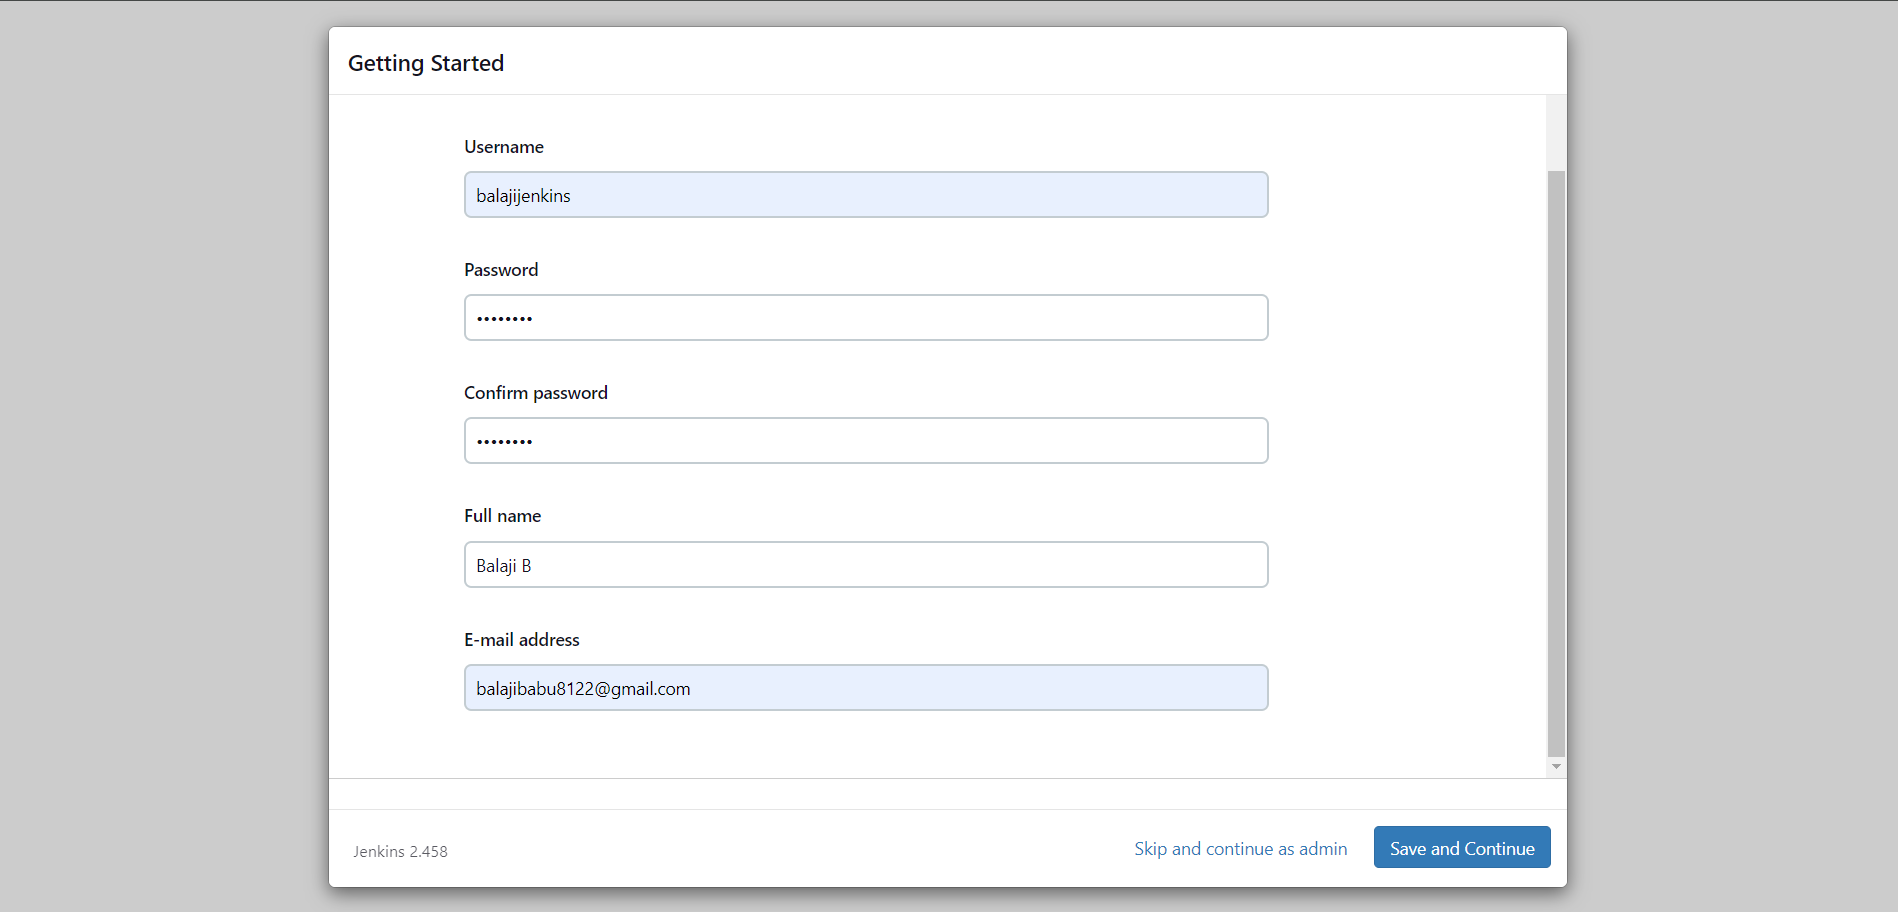 Getting Started
Username
balajijenkins
Password
••••••••
Confirm password
••••••••
Full name
Balaji B
E-mail address
balajibabu8122@gmail.com
Jenkins 2.458
Skip and continue as admin
Save and Continue